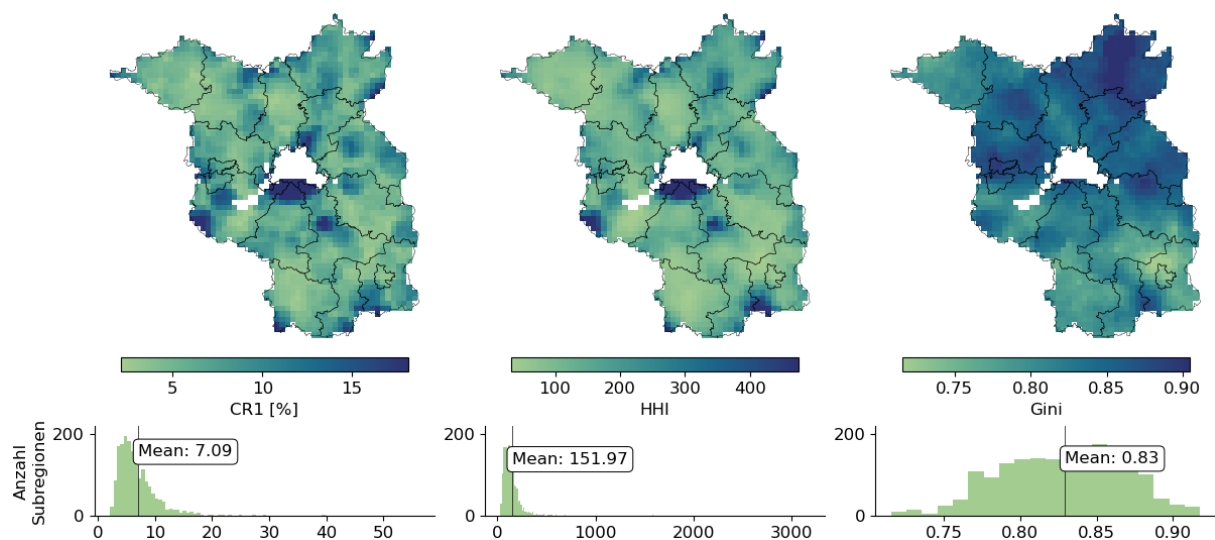 5 10 15
CR1 [%]
100 200 300 400
HHI
0.75 0.80 0.85 0.90
Gini
Anzahl
Subregionen
200
0
Mean: 7.09
0 10 20 30 40 50
200
0
Mean: 151.97
0 1000 2000 3000
200
0
Mean: 0.83
0.75 0.80 0.85 0.90